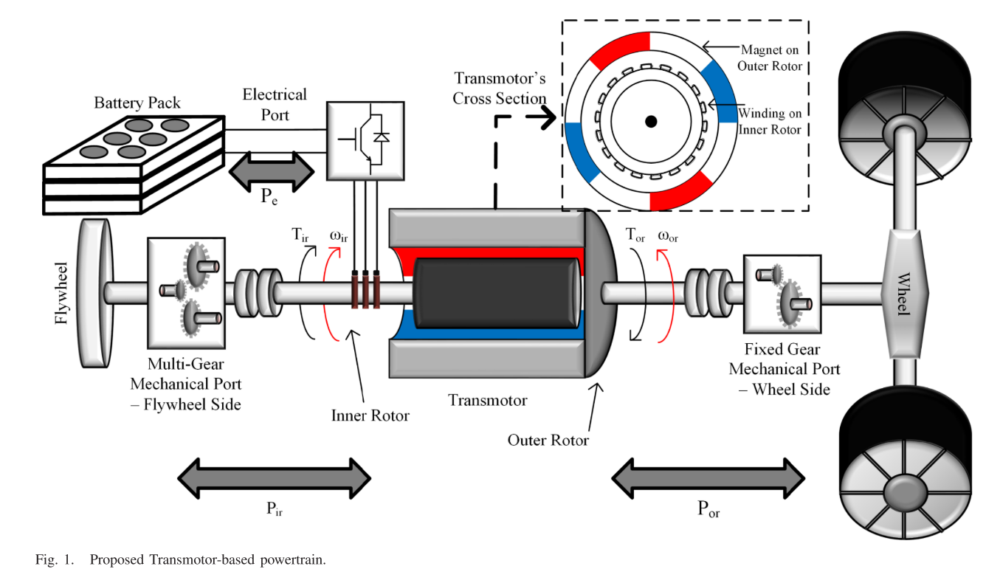 Battery Pack
Electrical
Port
Transmotor's
Cross Section
Magnet on
Outer Rotor
Winding on
Inner Rotor
Pe
Tir
ωir
Tor
ωor
Flywheel
Wheel
Multi-Gear
Mechanical Port
– Flywheel Side
Inner Rotor
Transmotor
Outer Rotor
Fixed Gear
Mechanical Port
– Wheel Side
Pir
Por
Fig. 1. Proposed Transmotor-based powertrain.